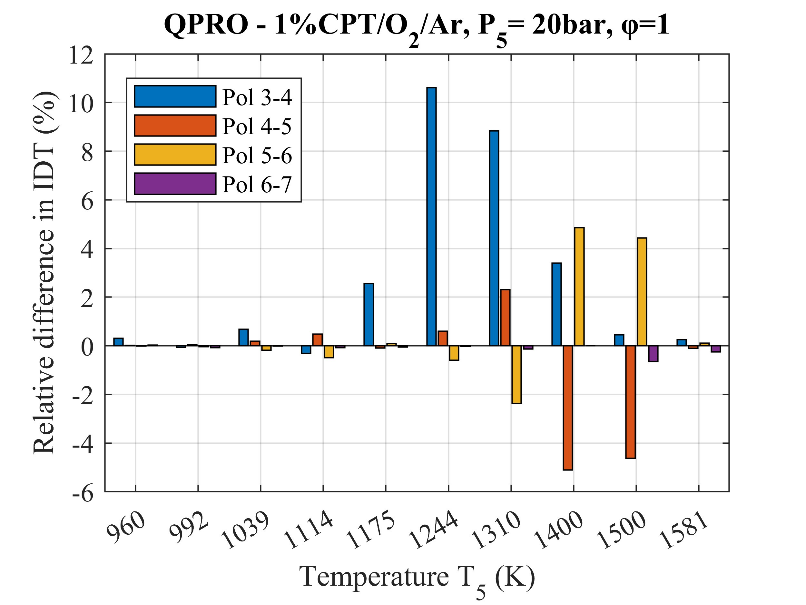 QPRO - 1%CPT/O₂/Ar, P₅= 20bar, φ=1
12
10
8
6
4
2
0
-2
-4
-6
Relative difference in IDT (%)
Pol 3-4
Pol 4-5
Pol 5-6
Pol 6-7
960 992 1039 1114 1175 1244 1310 1400 1500 1581
Temperature T₅ (K)